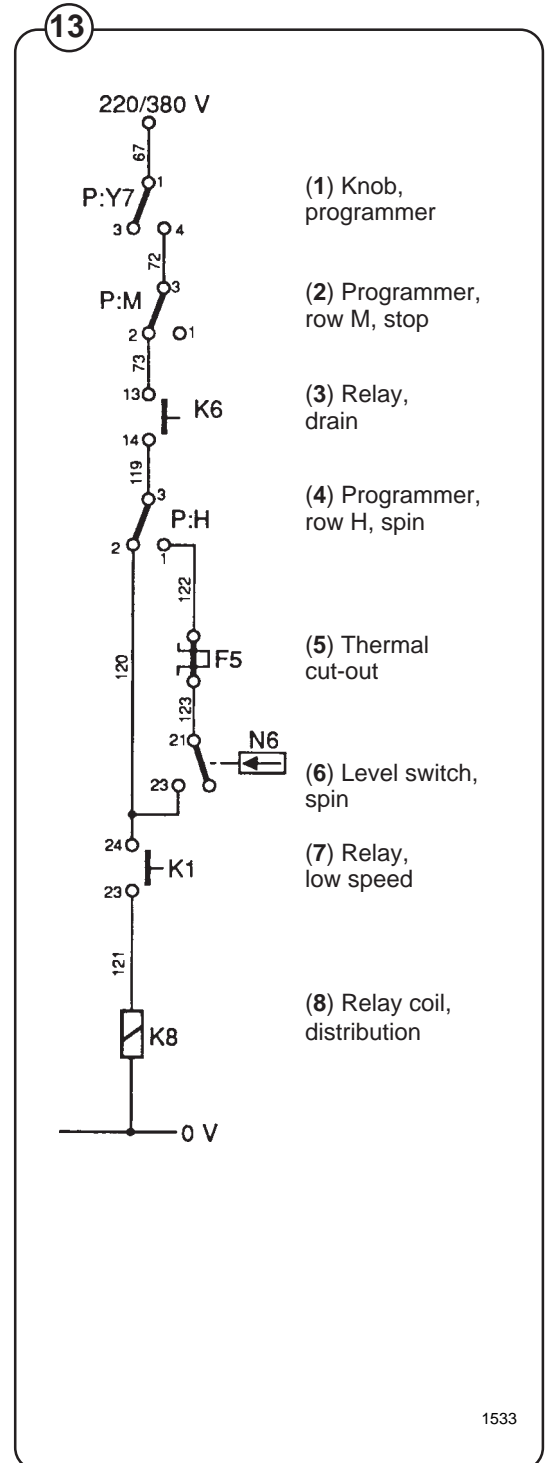 13
220/380 V
67
1
P:Y7
3 4
(1) Knob,
programmer
72
3
P:M
2 1
(2) Programmer,
row M, stop
73
13
K6
14
(3) Relay,
drain
119
3
P:H
2 1
(4) Programmer,
row H, spin
122
120
F5
(5) Thermal
cut-out
123
21
N6
23
(6) Level switch,
spin
24
K1
23
(7) Relay,
low speed
121
K8
(8) Relay coil,
distribution
0 V
1533